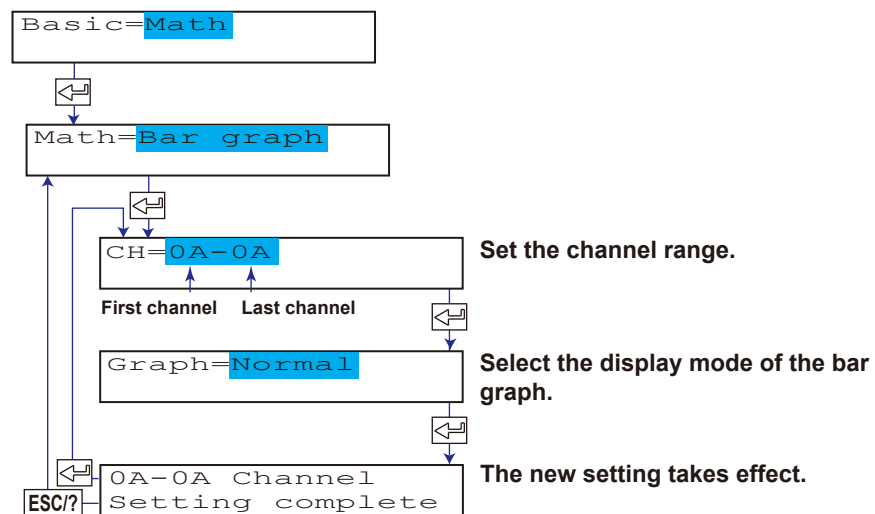 Basic=Math
Math=Bar graph
CH=0A-0A
Set the channel range.
First channel Last channel
Graph=Normal
Select the display mode of the bar
graph.
0A-0A Channel
The new setting takes effect.
ESC/? Setting complete